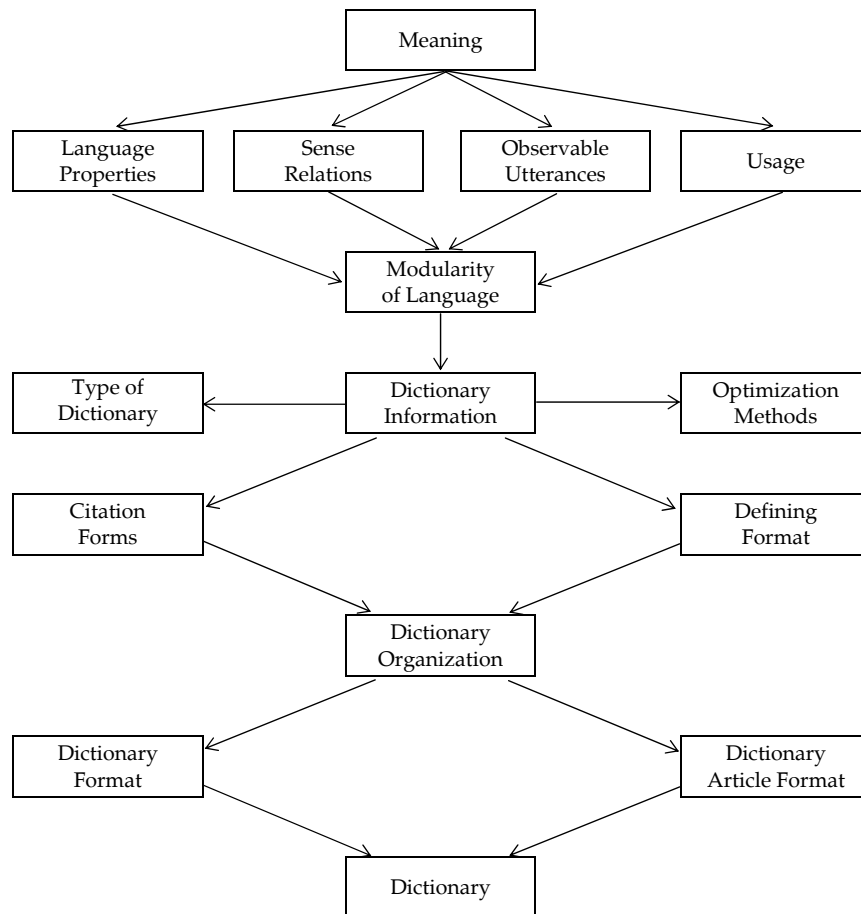 Meaning
Language
Properties
Sense
Relations
Observable
Utterances
Usage
Modularity
of Language
Type of
Dictionary
Dictionary
Information
Optimization
Methods
Citation
Forms
Defining
Format
Dictionary
Organization
Dictionary
Format
Dictionary
Article Format
Dictionary